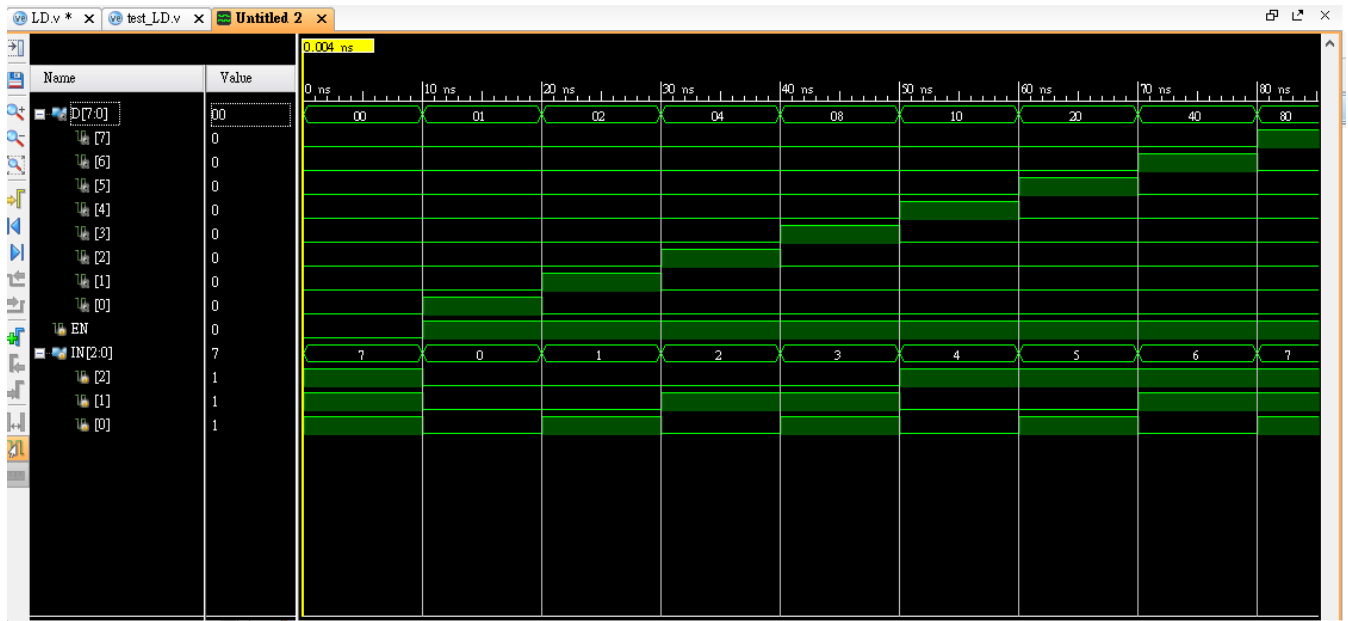 LD.v * test_LD.v Untitled 2
0.004 ns
Name Value
0 ns 10 ns 20 ns 30 ns 40 ns 50 ns 60 ns 70 ns 80 ns
D[7:0] 00 00 01 02 04 08 10 20 40 80
[7] 0
[6] 0
[5] 0
[4] 0
[3] 0
[2] 0
[1] 0
[0] 0
EN 0
IN[2:0] 7 7 0 1 2 3 4 5 6 7
[2] 1
[1] 1
[0] 1